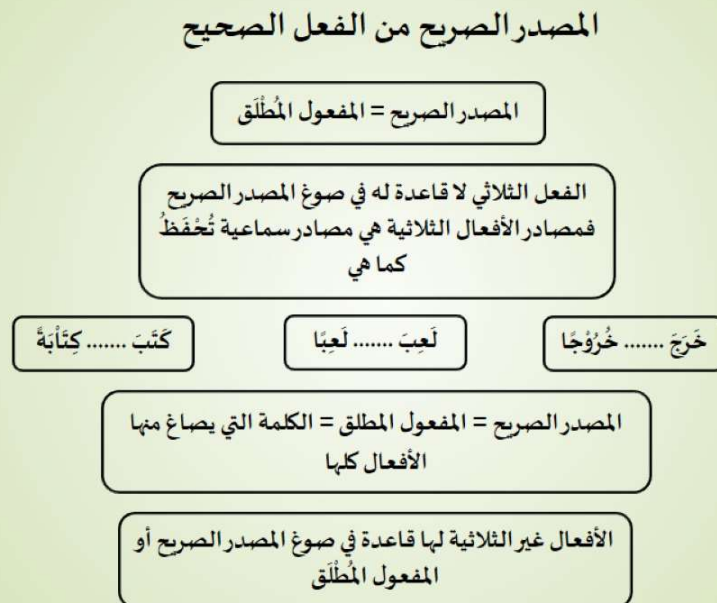 المصدر الصريح من الفعل الصحيح
المصدر الصريح = المفعول المُطْلَق
الفعل الثلاثي لا قاعدة له في صوغ المصدر الصريح
فمصادر الأفعال الثلاثية هي مصادر سماعية تُحْفَظُ
كما هي
خَرَجَ ....... خُرُوْجًا
لَعِبَ ....... لَعِبًا
كَتَبَ ....... كِتَاْبَةً
المصدر الصريح = المفعول المطلق = الكلمة التي يصاغ منها
الأفعال كلها
الأفعال غير الثلاثية لها قاعدة في صوغ المصدر الصريح أو
المفعول المُطْلَق